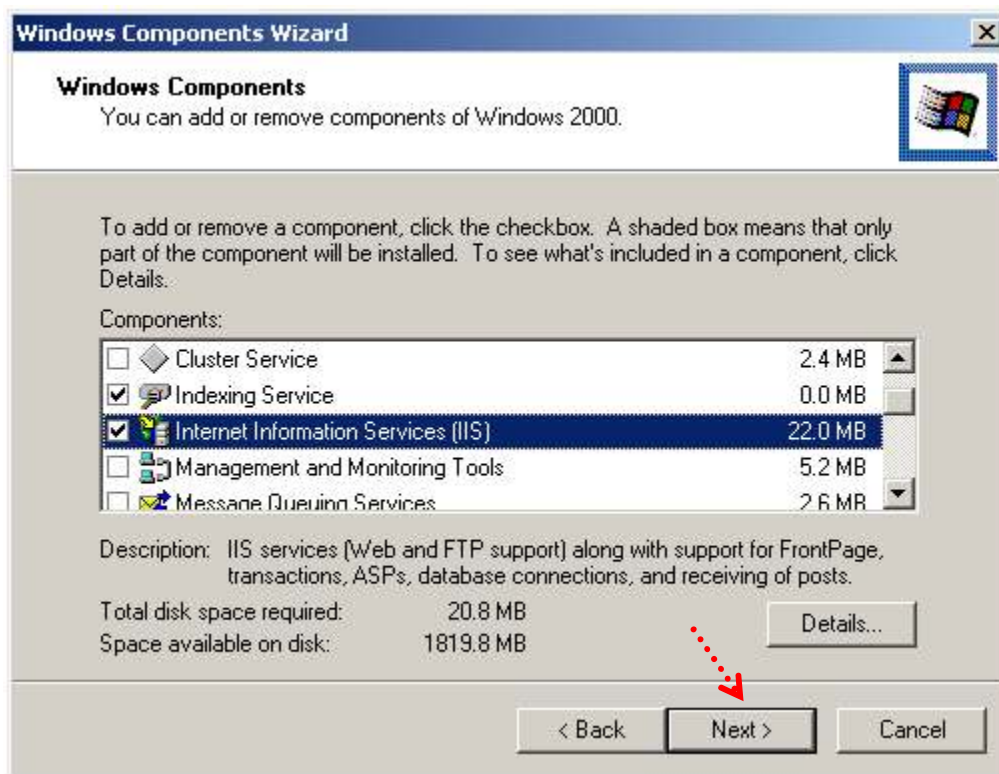 Windows Components Wizard
Windows Components
You can add or remove components of Windows 2000.
To add or remove a component, click the checkbox. A shaded box means that only
part of the component will be installed. To see what's included in a component, click
Details.
Components:
Cluster Service 2.4 MB
Indexing Service 0.0 MB
Internet Information Services (IIS) 22.0 MB
Management and Monitoring Tools 5.2 MB
Message Queuing Services 2.6 MB
Description: IIS services (Web and FTP support) along with support for FrontPage,
transactions, ASPs, database connections, and receiving of posts.
Total disk space required: 20.8 MB
Space available on disk: 1819.8 MB
Details...
< Back Next > Cancel